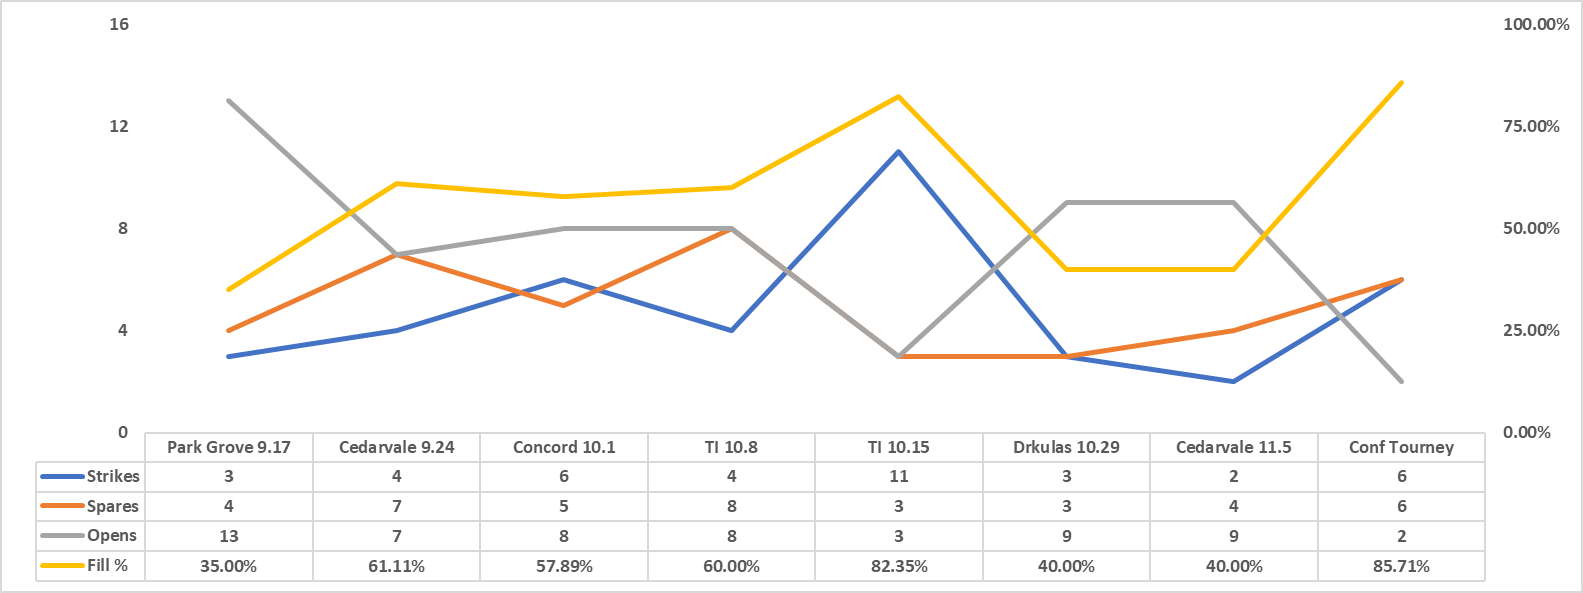 16 100.00%
12 75.00%
8 50.00%
4 25.00%
0 0.00%
Park Grove 9.17 Cedarvale 9.24 Concord 10.1 TI 10.8 TI 10.15 Drkulas 10.29 Cedarvale 11.5 Conf Tourney
Strikes 3 4 6 4 11 3 2 6
Spares 4 7 5 8 3 3 4 6
Opens 13 7 8 8 3 9 9 2
Fill % 35.00% 61.11% 57.89% 60.00% 82.35% 40.00% 40.00% 85.71%